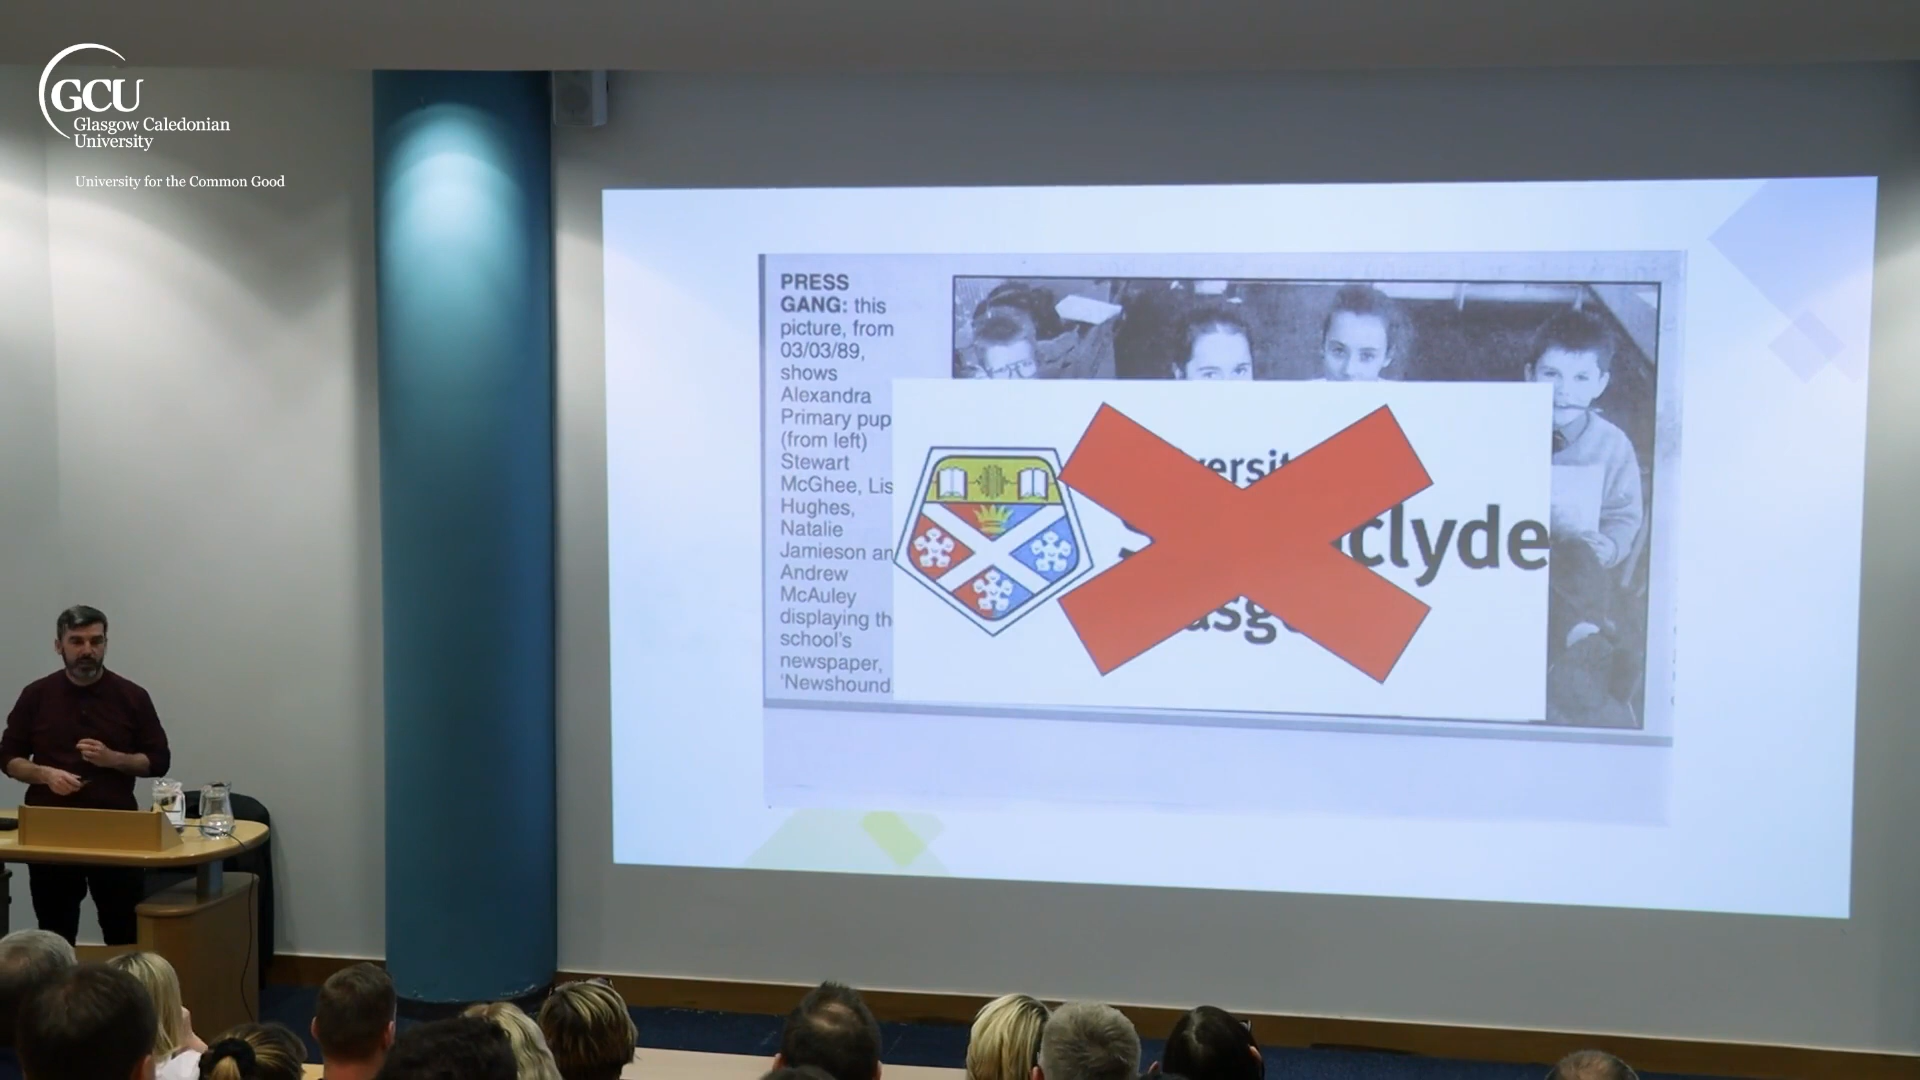 GCU
Glasgow Caledonian
University
University for the Common Good
PRESS
GANG: this
picture, from
03/03/89,
shows
Alexandra
Primary pup
(from left)
Stewart
McGhee, Lis
Hughes,
Natalie
Jamieson an
Andrew
McAuley
displaying th
school's
newspaper,
'Newshound
versit
clyde
asg